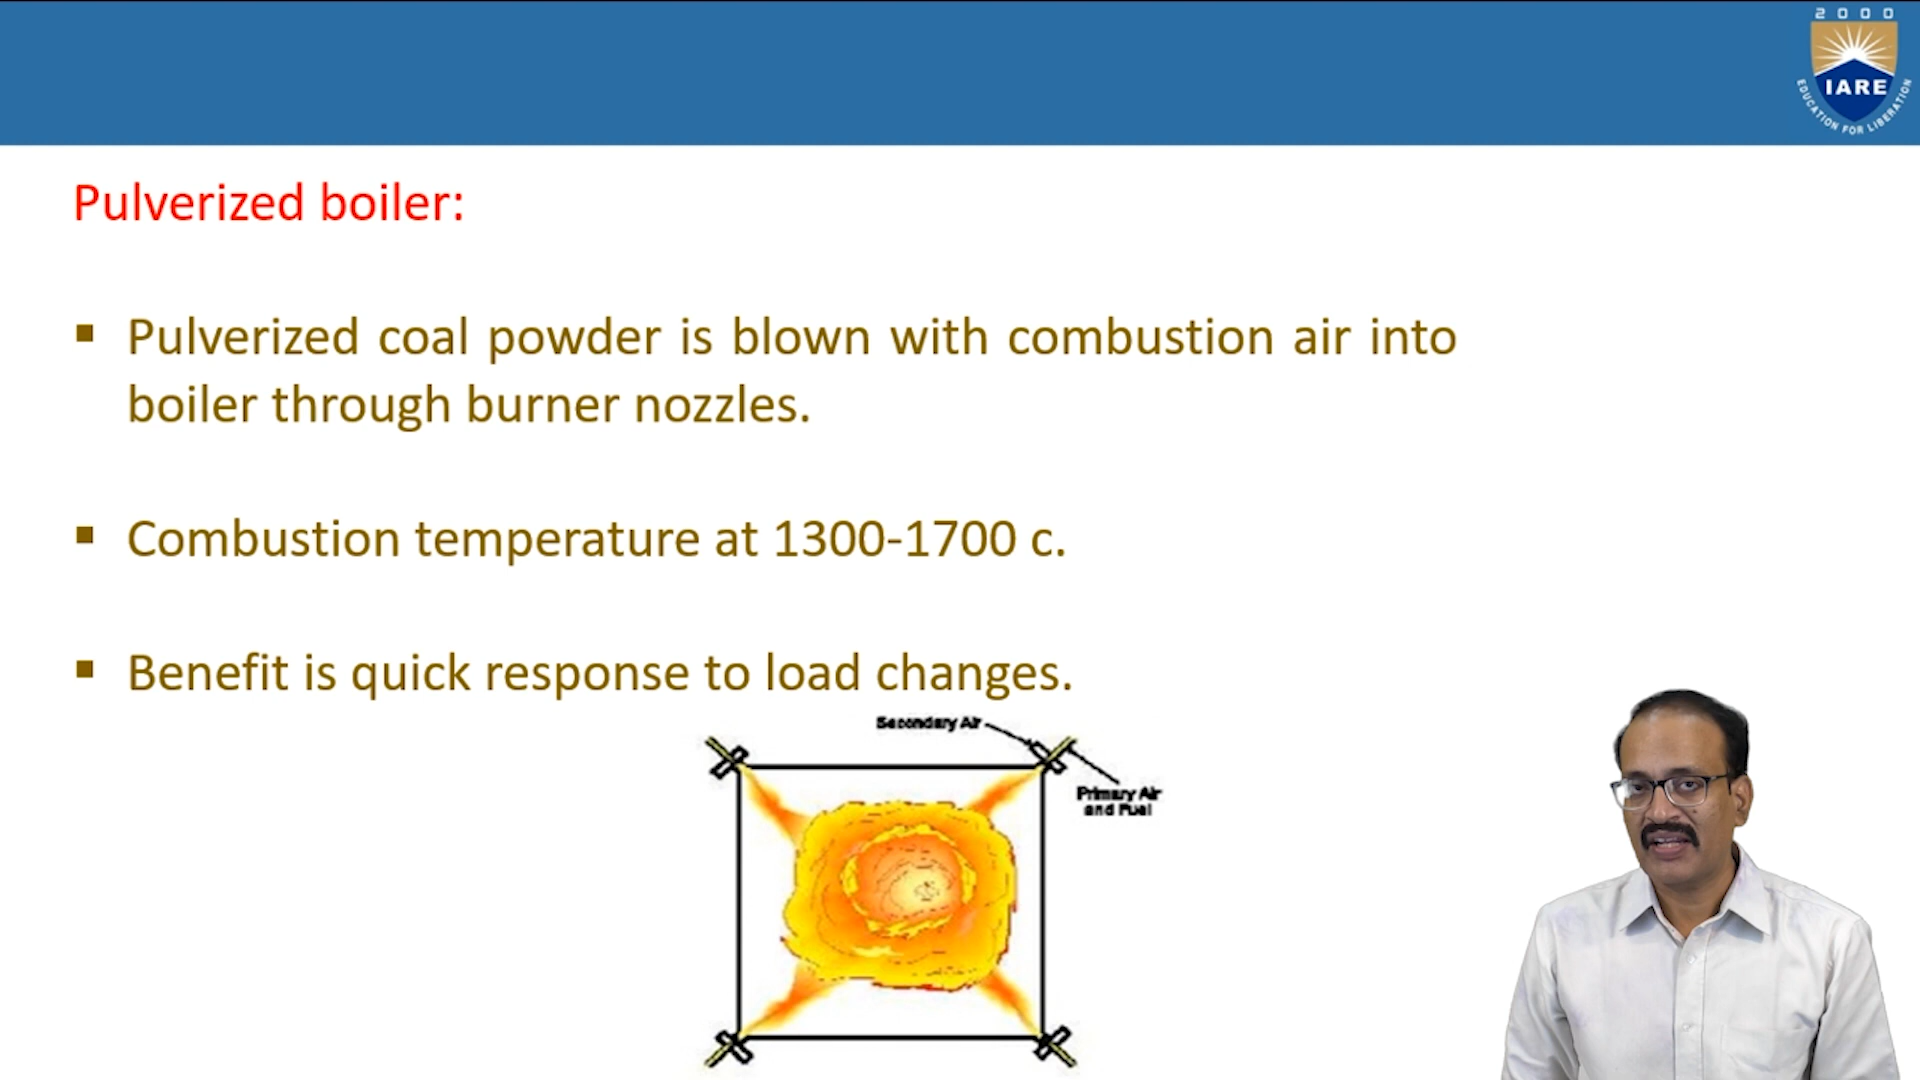 2000
IARE
EDUCATION FOR LIBERATION
Pulverized boiler:
▪ Pulverized coal powder is blown with combustion air into
boiler through burner nozzles.
▪ Combustion temperature at 1300-1700 c.
▪ Benefit is quick response to load changes.
Secondary Air
Primary Air
and Fuel